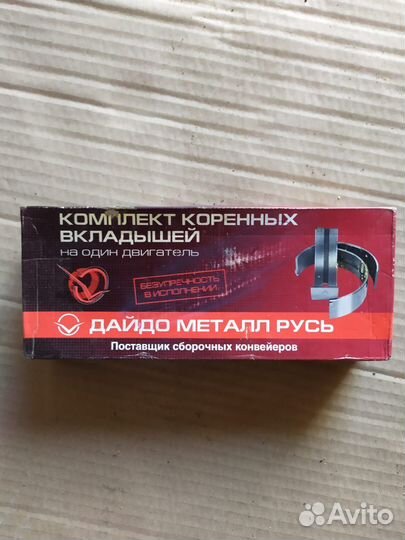 КОМПЛЕКТ КОРЕННЫХ
ВКЛАДЫШЕЙ
на один двигатель
БЕЗУПРЕЧНОСТЬ
В ИСПОЛНЕНИИ
ДАЙДО МЕТАЛЛ РУСЬ
Поставщик сборочных конвейеров
Avito